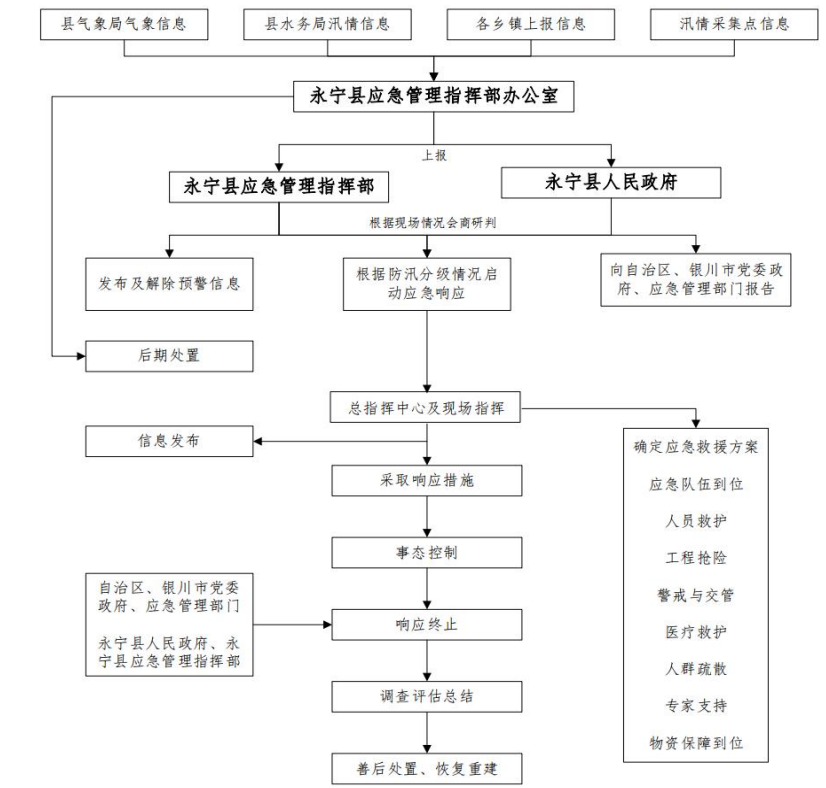 县气象局气象信息
县水务局汛情信息
各乡镇上报信息
汛情采集点信息
永宁县应急管理指挥部办公室
上报
永宁县应急管理指挥部
永宁县人民政府
根据现场情况会商研判
发布及解除预警信息
根据防汛分级情况启
动应急响应
向自治区、银川市党委政
府、应急管理部门报告
后期处置
总指挥中心及现场指挥
信息发布
确定应急救援方案
应急队伍到位
人员救护
工程抢险
警戒与交管
医疗救护
人群疏散
专家支持
物资保障到位
采取响应措施
事态控制
自治区、银川市党委
政府、应急管理部门
永宁县人民政府、永
宁县应急管理指挥部
响应终止
调查评估总结
善后处置、恢复重建